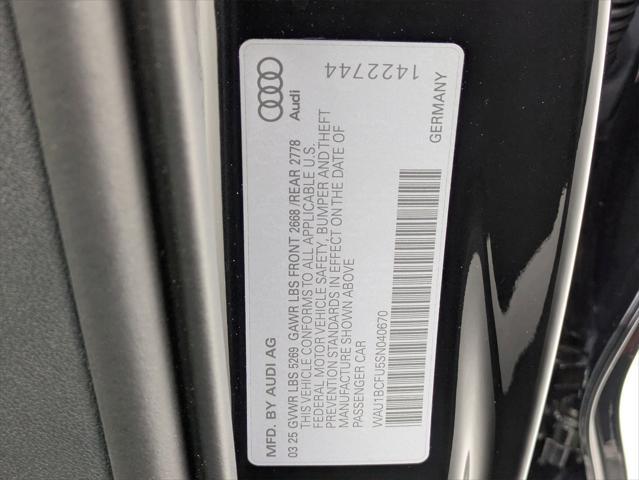 Audi
1422744
MFD. BY AUDI AG
03 25 GVWR LBS 5269 GAWR LBS FRONT 2668 / REAR 2778
THIS VEHICLE CONFORMS TO ALL APPLICABLE U.S.
FEDERAL MOTOR VEHICLE SAFETY, BUMPER AND THEFT
PREVENTION STANDARDS IN EFFECT ON THE DATE OF
MANUFACTURE SHOWN ABOVE
PASSENGER CAR
WAU1BCFU5SN040670
GERMANY